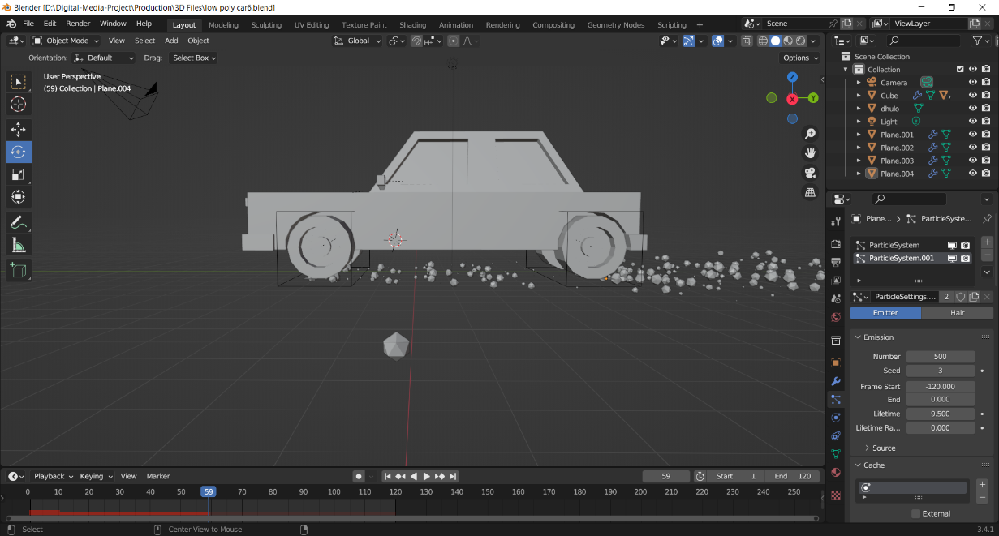 Blender [D:\Digital-Media-Project\Production\3D Files\low poly car6.blend]
File Edit Render Window Help Layout Modeling Sculpting UV Editing Texture Paint Shading Animation Rendering Compositing Geometry Nodes Scripting + Scene ViewLayer
Object Mode View Select Add Object Global
Orientation: Default Drag: Select Box Options
User Perspective
(59) Collection | Plane.004
Z
X
Y
Scene Collection
Collection
Camera
Cube 7
dhulo
Light
Plane.001
Plane.002
Plane.003
Plane.004
Plane... ParticleSyste...
ParticleSystem
ParticleSystem.001
ParticleSettings.... 2
Emitter Hair
Emission
Number 500
Seed 3
Frame Start -120.000
End 0.000
Lifetime 9.500
Lifetime Ra... 0.000
Source
Cache
External
Playback Keying View Marker 59 Start 1 End 120
0 10 20 30 40 50 59 70 80 90 100 110 120 130 140 150 160 170 180 190 200 210 220 230 240 250
Select Center View to Mouse 3.4.1